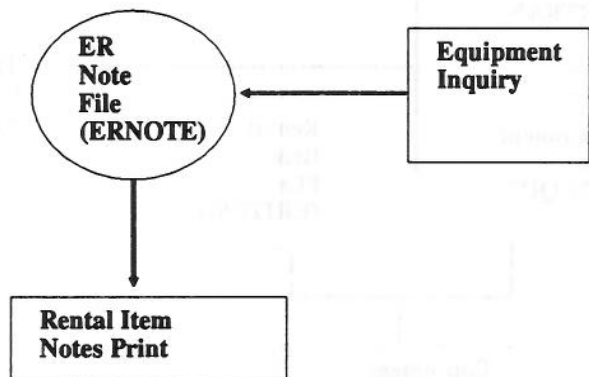 ER
Note
File
(ERNOTE)
Equipment
Inquiry
Rental Item
Notes Print